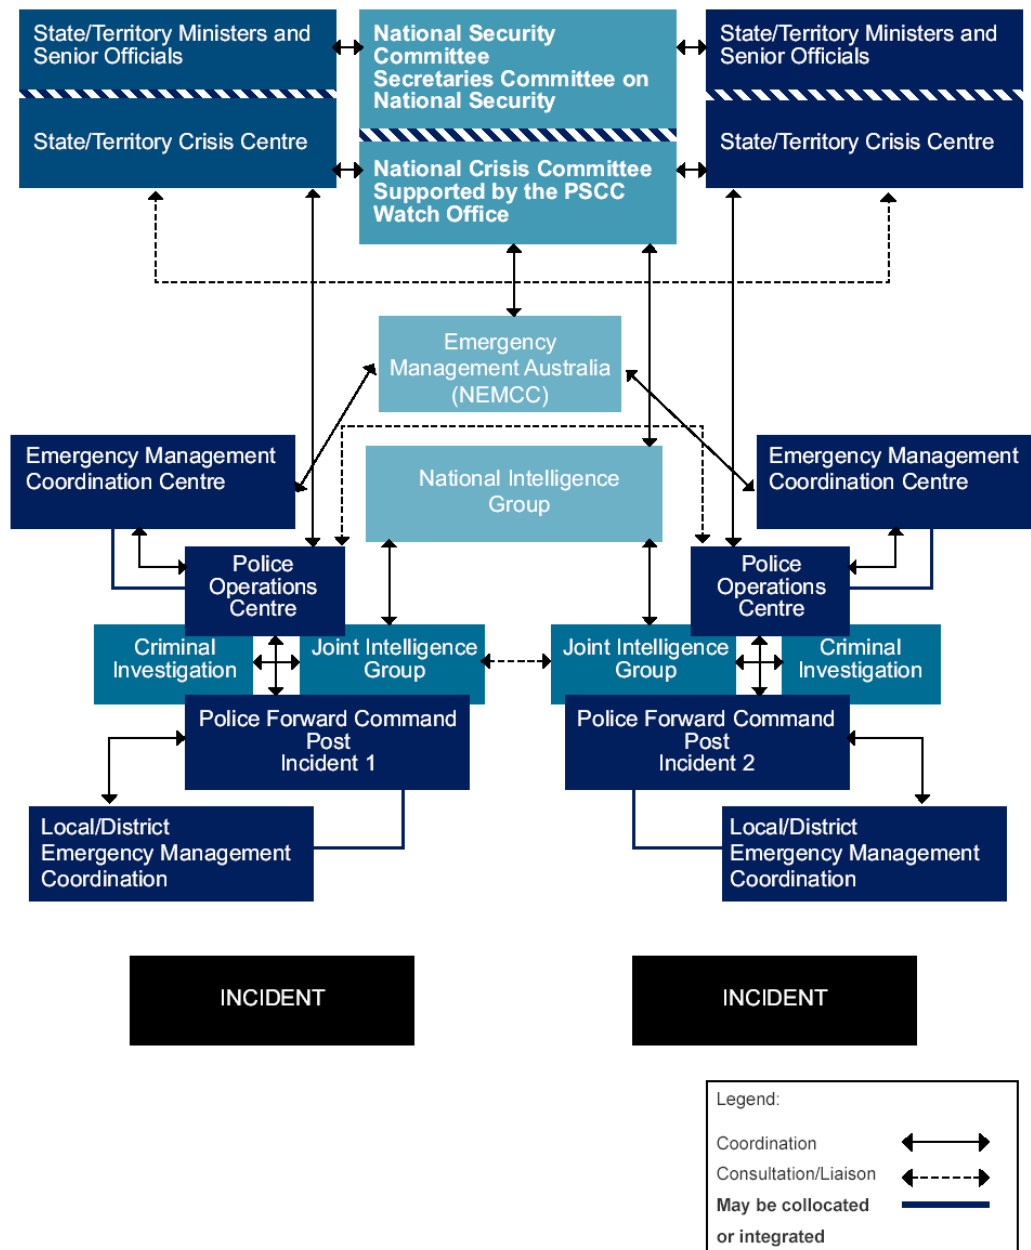 State/Territory Ministers and
Senior Officials
National Security
Committee
Secretaries Committee on
National Security
State/Territory Ministers and
Senior Officials
State/Territory Crisis Centre
National Crisis Committee
Supported by the PSCC
Watch Office
State/Territory Crisis Centre
Emergency
Management Australia
(NEMCC)
Emergency Management
Coordination Centre
National Intelligence
Group
Emergency Management
Coordination Centre
Police
Operations
Centre
Police
Operations
Centre
Criminal
Investigation
Joint Intelligence
Group
Joint Intelligence
Group
Criminal
Investigation
Police Forward Command
Post
Incident 1
Police Forward Command
Post
Incident 2
Local/District
Emergency Management
Coordination
Local/District
Emergency Management
Coordination
INCIDENT
INCIDENT
Legend:
Coordination
Consultation/Liaison
May be collocated
or integrated